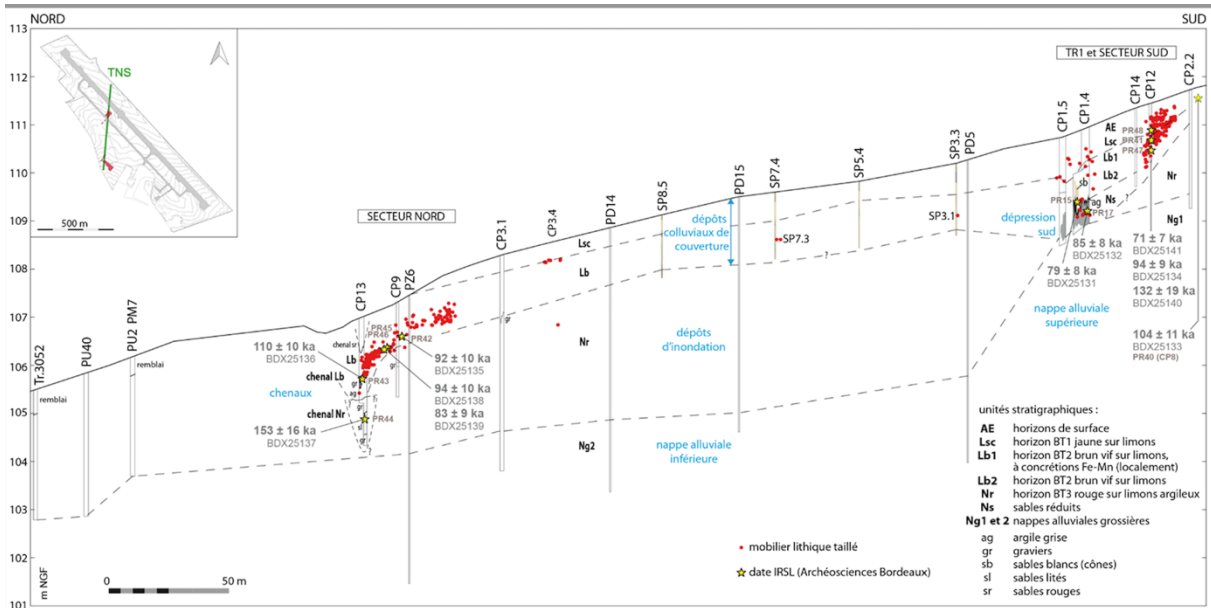 NORD
SUD
113
112
111
110
109
108
107
106
105
104
103
102
101
m NGF
TNS
500 m
TR1 et SECTEUR SUD
SECTEUR NORD
Tr.3052
PU40
PU2 PM7
CP13
CP9
PZ6
CP3.1
CP3.4
PD14
SP8.5
PD15
SP7.4
SP5.4
SP3.3
PD5
CP1.5
CP1.4
CP14
CP12
CP2.2
remblai
remblai
chenal sr
PR45
PR46
PR42
Lb
chenal Lb
PR43
chenaux
chenal Nr
PR44
gr
ag
gr
sl
gr
gr
110 ± 10 ka
BDX25136
153 ± 16 ka
BDX25137
92 ± 10 ka
BDX25135
94 ± 10 ka
BDX25138
83 ± 9 ka
BDX25139
Lsc
Lb
Nr
Ng2
dépôts
colluviaux de
couverture
dépôts
d'inondation
nappe alluviale
inférieure
SP7.3
?
SP3.1
dépression
sud
nappe alluviale
supérieure
AE
Lsc
Lb1
Lb2
Ns
sb
ag
PR15
PR17
PR48
PR41
PR47
Nr
Ng1
85 ± 8 ka
BDX25132
79 ± 8 ka
BDX25131
71 ± 7 ka
BDX25141
94 ± 9 ka
BDX25134
132 ± 19 ka
BDX25140
104 ± 11 ka
BDX25133
PR40 (CP8)
unités stratigraphiques :
AE horizons de surface
Lsc horizon BT1 jaune sur limons
Lb1 horizon BT2 brun vif sur limons,
à concrétions Fe-Mn (localement)
Lb2 horizon BT2 brun vif sur limons
Nr horizon BT3 rouge sur limons argileux
Ns sables réduits
Ng1 et 2 nappes alluviales grossières
ag argile grise
gr graviers
sb sables blancs (cônes)
sl sables lités
sr sables rouges
mobilier lithique taillé
date IRSL (Archéosciences Bordeaux)
0 50 m